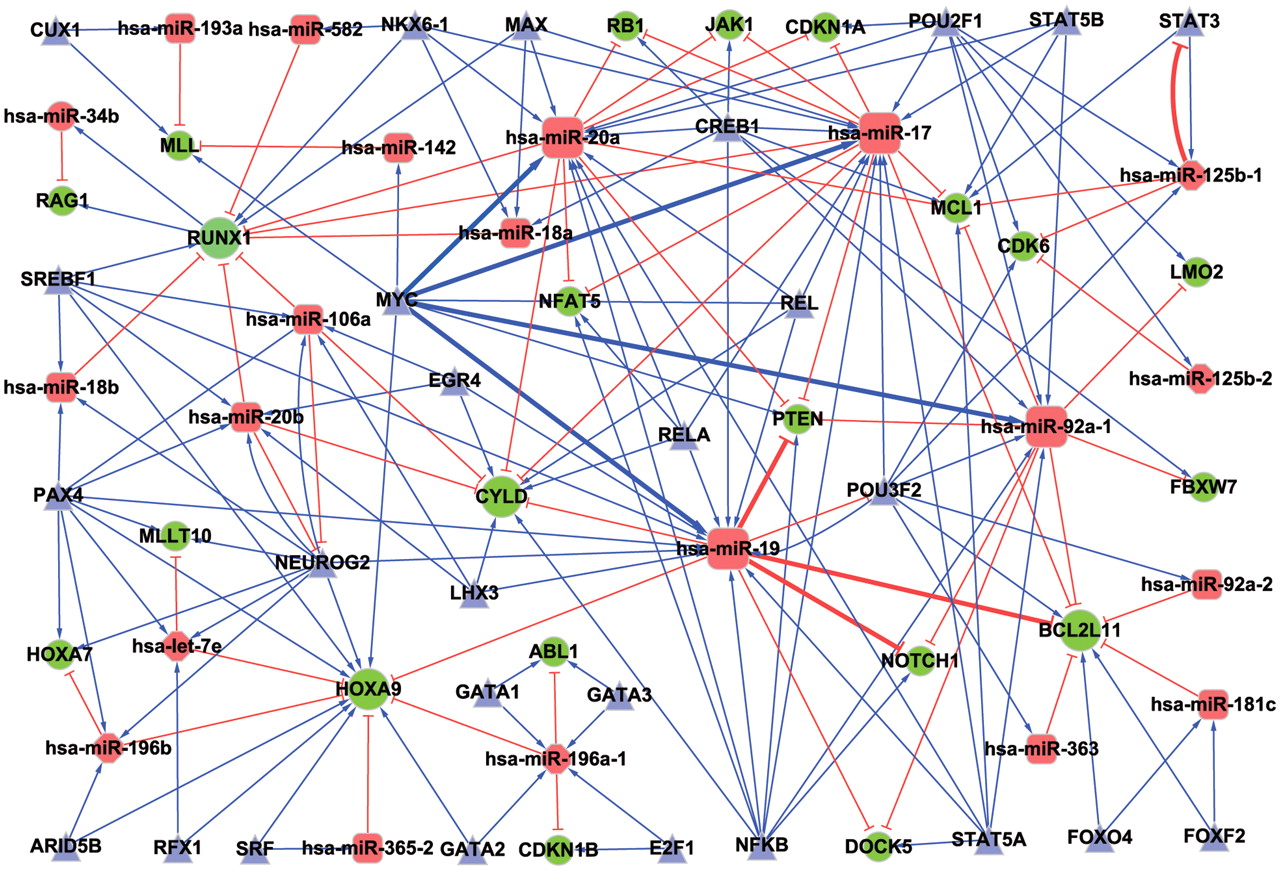 CUX1
hsa-miR-193a
hsa-miR-582
NKX6-1
MAX
RB1
JAK1
CDKN1A
POU2F1
STAT5B
STAT3
hsa-miR-34b
MLL
hsa-miR-142
hsa-miR-20a
CREB1
hsa-miR-17
hsa-miR-125b-1
RAG1
RUNX1
hsa-miR-18a
MCL1
CDK6
LMO2
SREBF1
hsa-miR-106a
MYC
NFAT5
REL
hsa-miR-18b
hsa-miR-20b
EGR4
RELA
PTEN
hsa-miR-92a-1
hsa-miR-125b-2
PAX4
CYLD
POU3F2
FBXW7
MLLT10
NEUROG2
LHX3
hsa-miR-19
hsa-miR-92a-2
HOXA7
hsa-let-7e
HOXA9
ABL1
GATA1
GATA3
NOTCH1
BCL2L11
hsa-miR-181c
hsa-miR-196b
hsa-miR-196a-1
hsa-miR-363
ARID5B
RFX1
SRF
hsa-miR-365-2
GATA2
CDKN1B
E2F1
NFKB
DOCK5
STAT5A
FOXO4
FOXF2